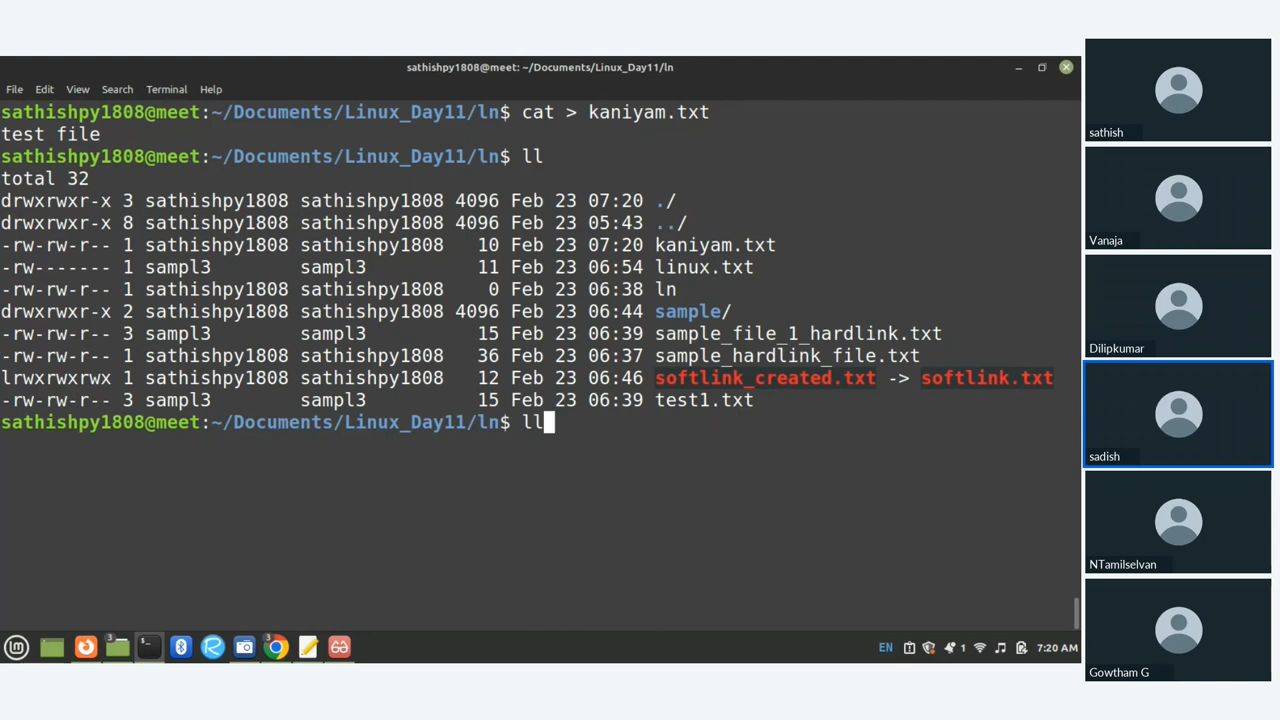 sathishpy1808@meet: ~/Documents/Linux_Day11/ln
File Edit View Search Terminal Help
sathishpy1808@meet:~/Documents/Linux_Day11/ln$ cat > kaniyam.txt
test file
sathishpy1808@meet:~/Documents/Linux_Day11/ln$ ll
total 32
drwxrwxr-x 3 sathishpy1808 sathishpy1808 4096 Feb 23 07:20 ./
drwxrwxr-x 8 sathishpy1808 sathishpy1808 4096 Feb 23 05:43 ../
-rw-rw-r-- 1 sathishpy1808 sathishpy1808   10 Feb 23 07:20 kaniyam.txt
-rw------- 1 sampl3        sampl3          11 Feb 23 06:54 linux.txt
-rw-rw-r-- 1 sathishpy1808 sathishpy1808    0 Feb 23 06:38 ln
drwxrwxr-x 2 sathishpy1808 sathishpy1808 4096 Feb 23 06:44 sample/
-rw-rw-r-- 3 sampl3        sampl3          15 Feb 23 06:39 sample_file_1_hardlink.txt
-rw-rw-r-- 1 sathishpy1808 sathishpy1808   36 Feb 23 06:37 sample_hardlink_file.txt
lrwxrwxrwx 1 sathishpy1808 sathishpy1808   12 Feb 23 06:46 softlink_created.txt -> softlink.txt
-rw-rw-r-- 3 sampl3        sampl3          15 Feb 23 06:39 test1.txt
sathishpy1808@meet:~/Documents/Linux_Day11/ln$ ll
3 3 EN 1 7:20 AM
sathish
Vanaja
Dilipkumar
sadish
NTamilselvan
Gowtham G